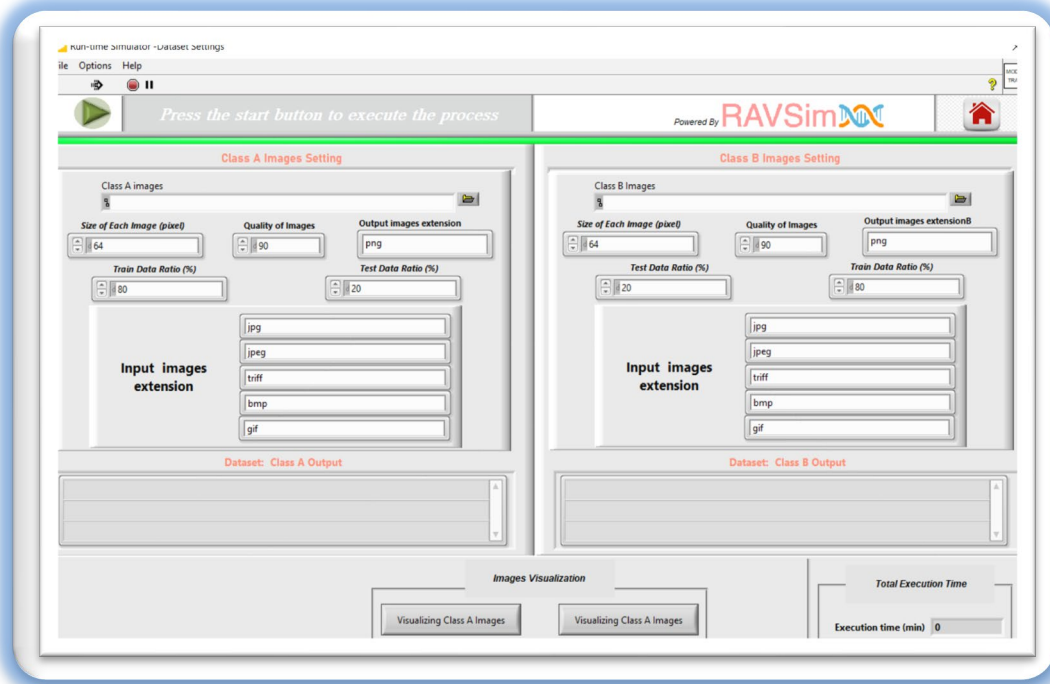 Run-time Simulator -Dataset Settings
ile Options Help
Press the start button to execute the process
Powered By RAVSim
Class A Images Setting
Class A images
Size of Each Image (pixel) Quality of Images Output images extension
64 90 png
Train Data Ratio (%) Test Data Ratio (%)
80 20
Input images
extension
jpg
jpeg
triff
bmp
gif
Dataset: Class A Output
Class B Images Setting
Class B Images
Size of Each Image (pixel) Quality of Images Output images extensionB
64 90 png
Test Data Ratio (%) Train Data Ratio (%)
20 80
Input images
extension
jpg
jpeg
triff
bmp
gif
Dataset: Class B Output
Images Visualization
Visualizing Class A Images Visualizing Class A Images
Total Execution Time
Execution time (min) 0